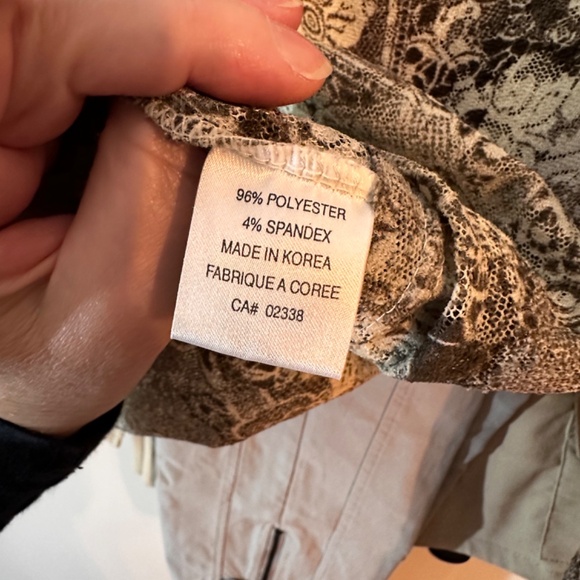 96% POLYESTER
4% SPANDEX
MADE IN KOREA
FABRIQUE A COREE
CA# 02338